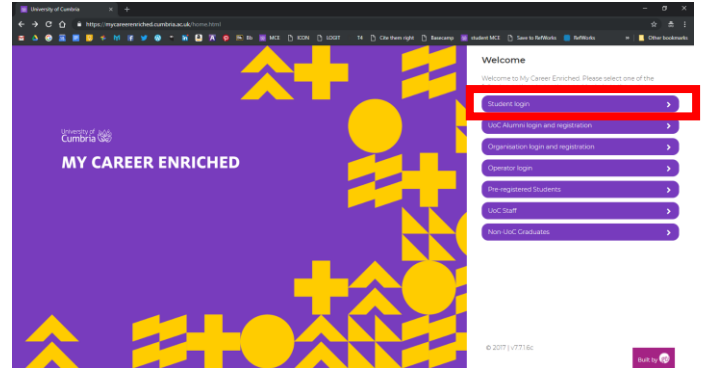 University of Cumbria
https://mycareerenriched.cumbria.ac.uk/home.html
MCE
ICON
LOGIT
T4
Cite them right
Basecamp
student MCE
Save to RefWorks
RefWorks
Other bookmarks
University of
Cumbria
MY CAREER ENRICHED
Welcome
Welcome to My Career Enriched. Please select one of the
Student login
UoC Alumni login and registration
Organisation login and registration
Operator login
Pre-registered Students
UoC Staff
Non-UoC Graduates
© 2017 | v7.7.1.6c
Built by